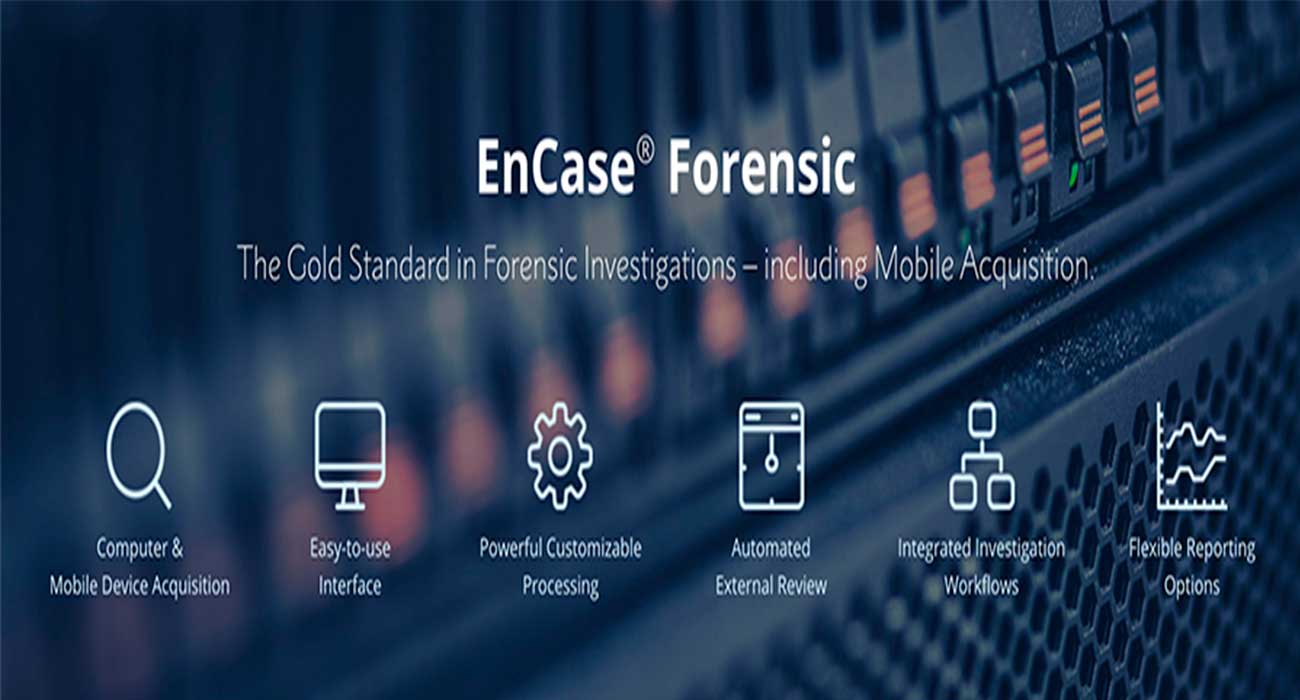 EnCase® Forensic
The Gold Standard in Forensic Investigations – including Mobile Acquisition.
Computer &
Mobile Device Acquisition
Easy-to-use
Interface
Powerful Customizable
Processing
Automated
External Review
Integrated Investigation
Workflows
Flexible Reporting
Options